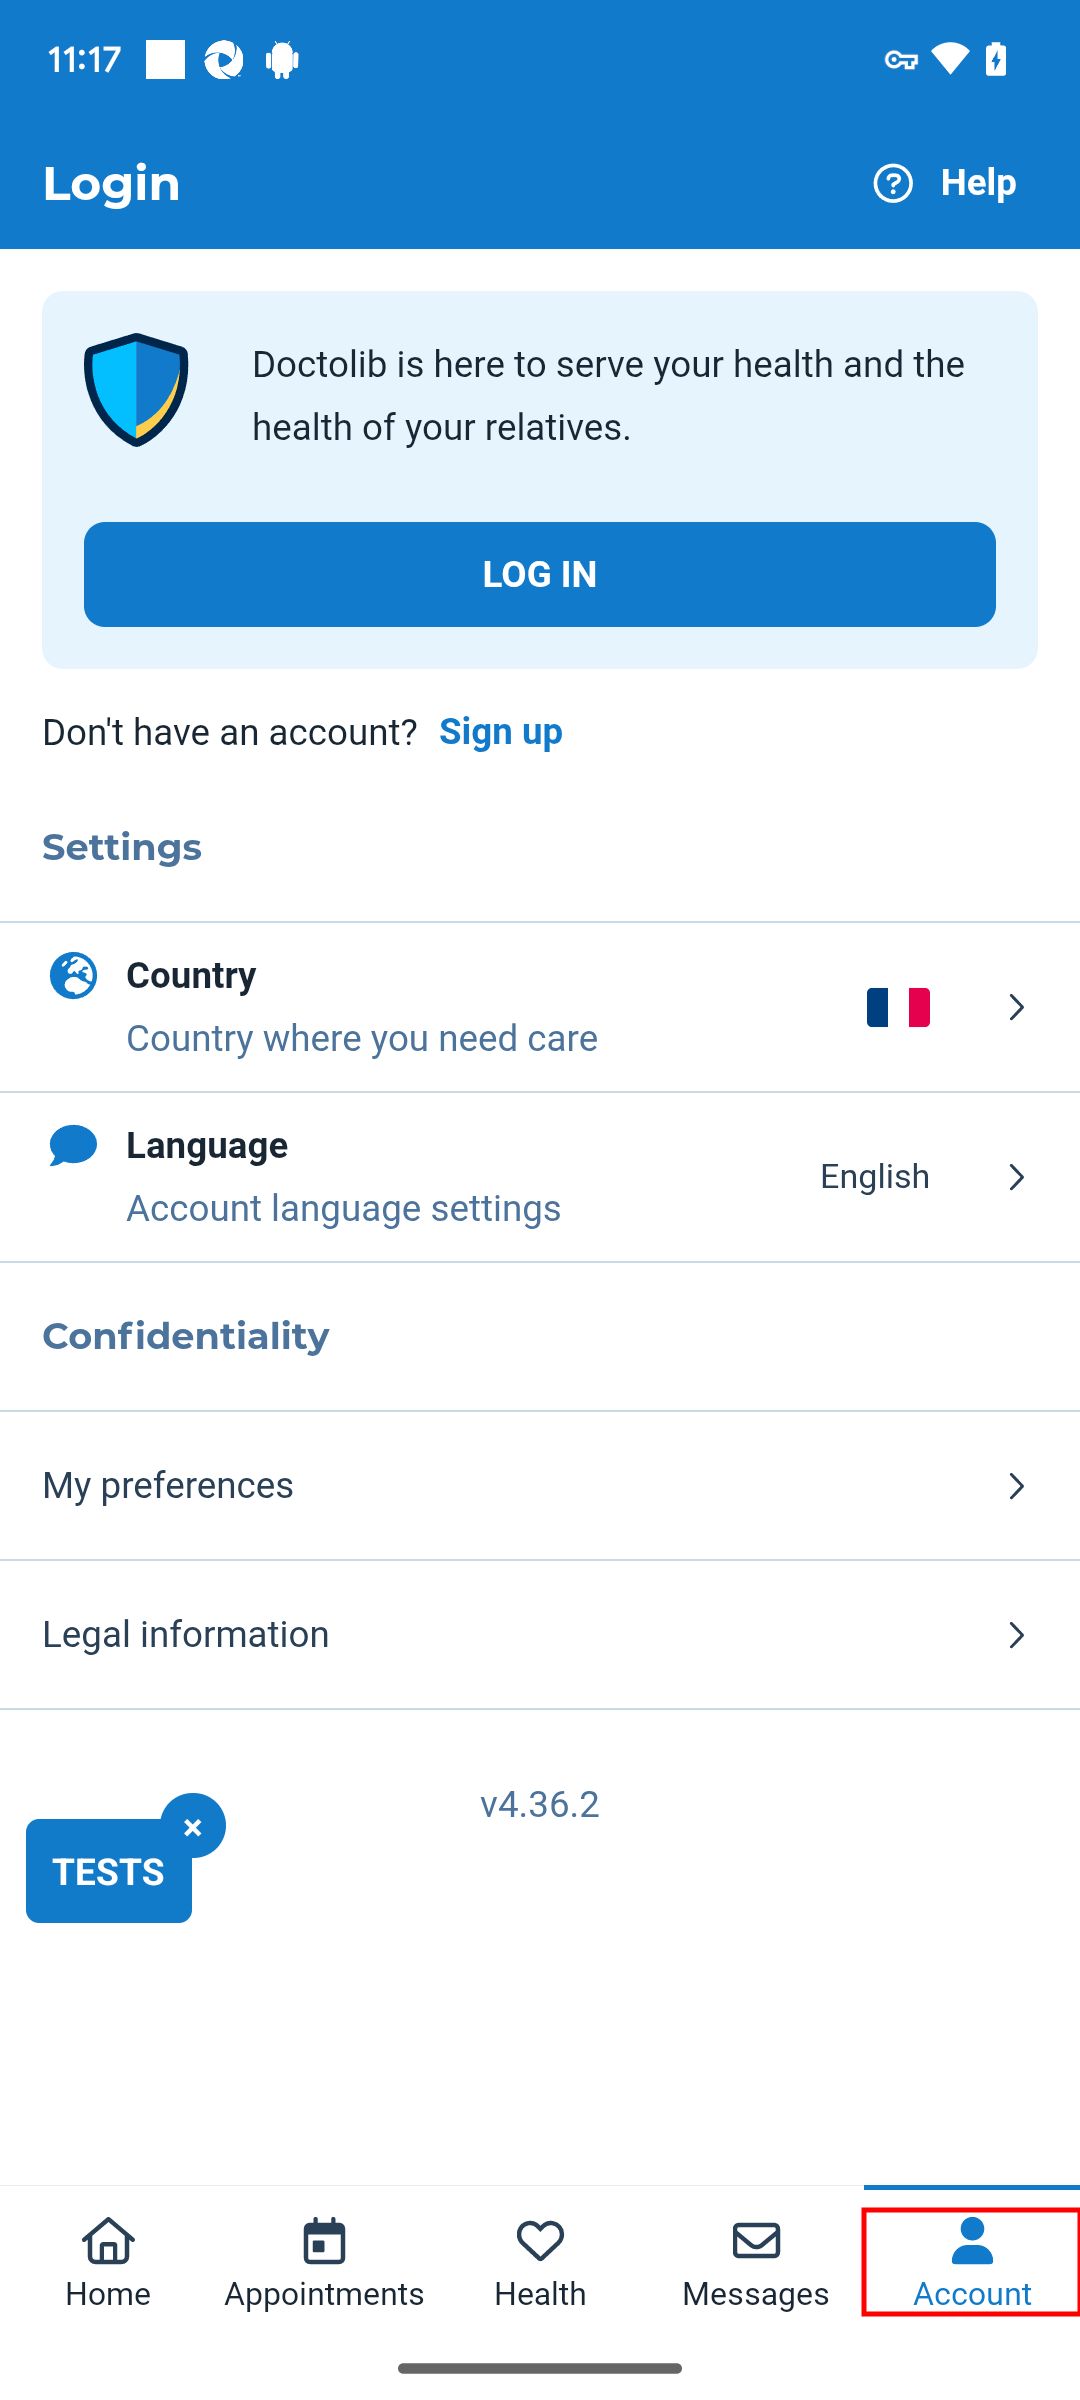 11:17
Login
Help
Doctolib is here to serve your health and the
health of your relatives.
LOG IN
Don't have an account? Sign up
Settings
Country
Country where you need care
Language
Account language settings
English
Confidentiality
My preferences
Legal information
v4.36.2
×
TESTS
Home
Appointments
Health
Messages
Account